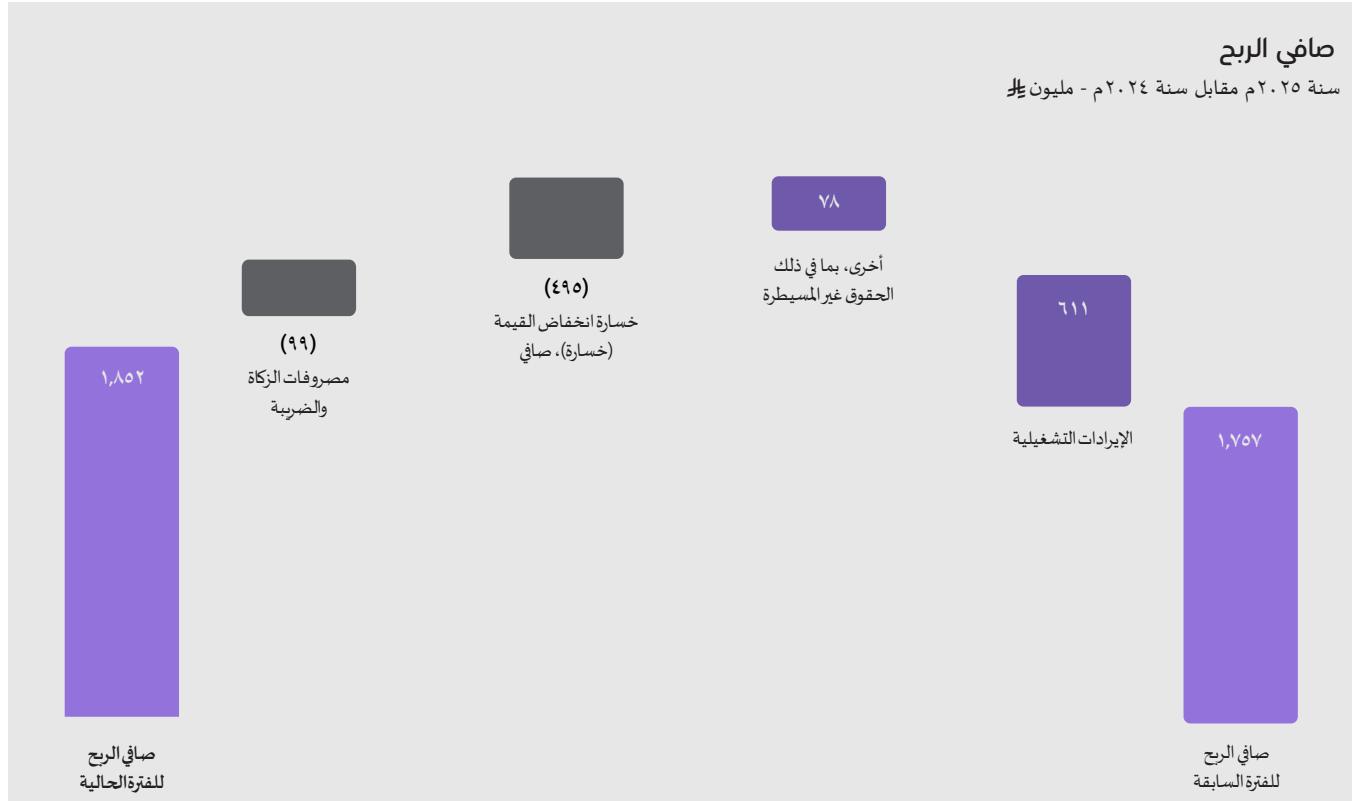 صافي الربح
سنة ٢٠٢٥م مقابل سنة ٢٠٢٤م - مليون ⃁
١,٧٥٧
صافي الربح
للفترة السابقة
٦١١
الإيرادات التشغيلية
٧٨
أخرى، بما في ذلك
الحقوق غير المسيطرة
(٤٩٥)
خسارة انخفاض القيمة
(خسارة)، صافي
(٩٩)
مصروفات الزكاة
والضريبة
١,٨٥٢
صافي الربح
للفترة الحالية